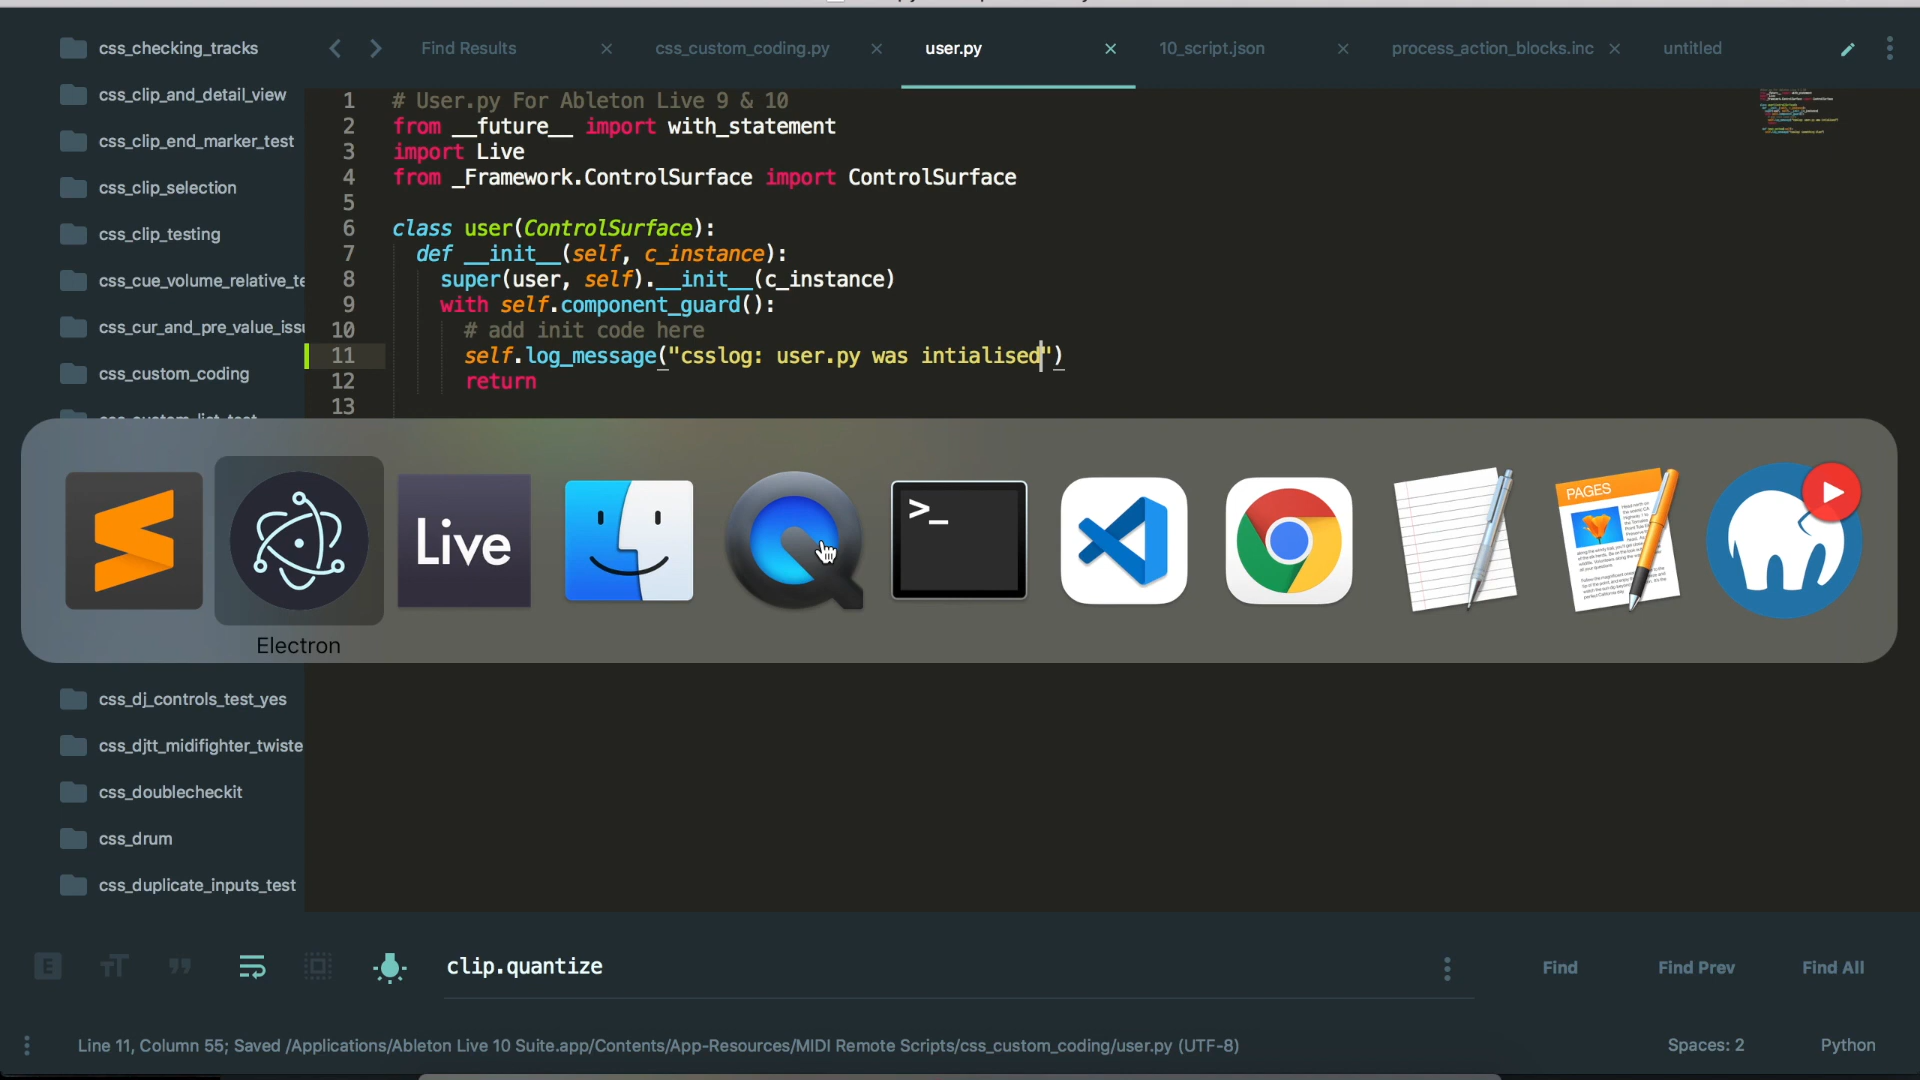 css_checking_tracks
css_clip_and_detail_view
css_clip_end_marker_test
css_clip_selection
css_clip_testing
css_cue_volume_relative_te
css_cur_and_pre_value_issu
css_custom_coding
Find Results
css_custom_coding.py
user.py
10_script.json
process_action_blocks.inc
untitled
1 # User.py For Ableton Live 9 & 10
2 from __future__ import with_statement
3 import Live
4 from _Framework.ControlSurface import ControlSurface
5
6 class user(ControlSurface):
7 def __init__(self, c_instance):
8 super(user, self).__init__(c_instance)
9 with self.component_guard():
10 # add init code here
11 self.log_message("csslog: user.py was intialised")
12 return
13
Live
>_
PAGES
Electron
css_dj_controls_test_yes
css_djtt_midifighter_twiste
css_doublecheckit
css_drum
css_duplicate_inputs_test
clip.quantize
Find
Find Prev
Find All
Line 11, Column 55; Saved /Applications/Ableton Live 10 Suite.app/Contents/App-Resources/MIDI Remote Scripts/css_custom_coding/user.py (UTF-8)
Spaces: 2
Python